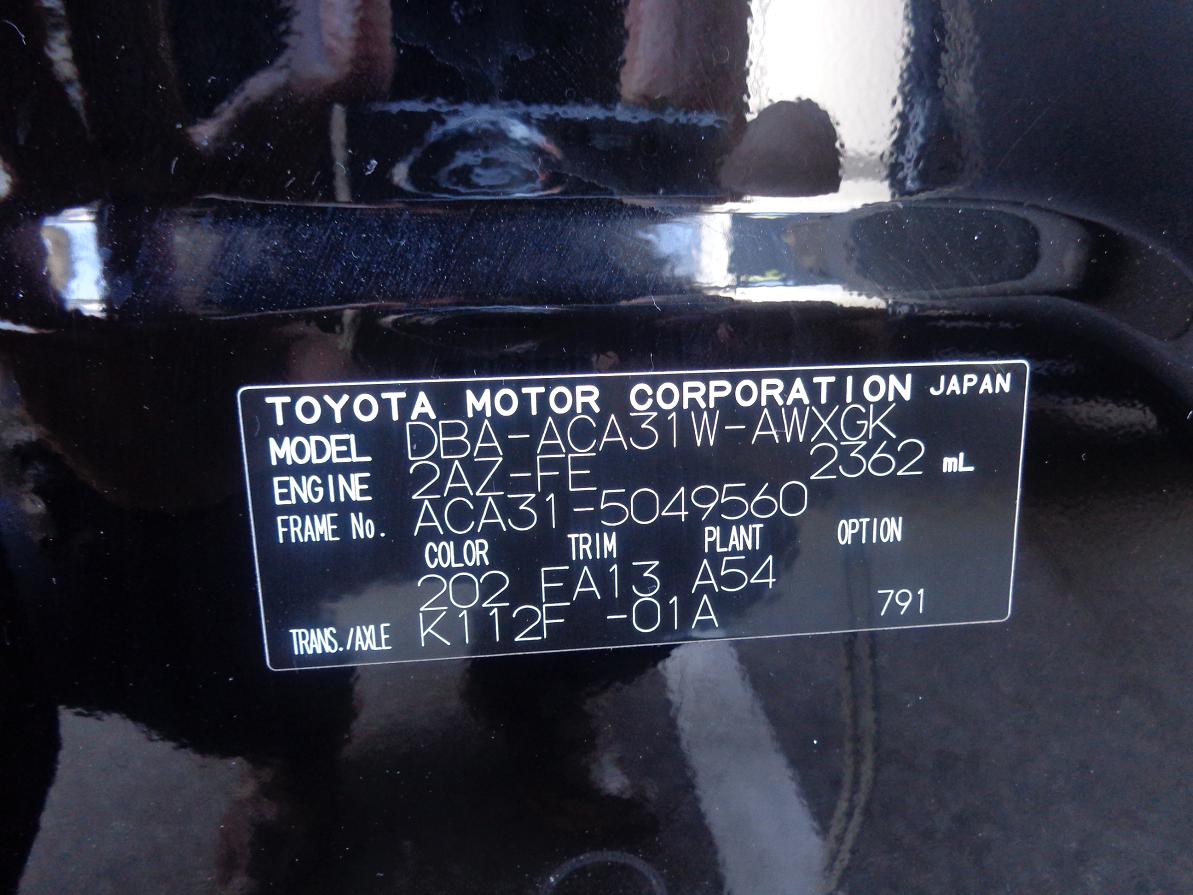 TOYOTA MOTOR CORPORATION JAPAN
MODEL DBA-ACA31W-AWXGK
ENGINE 2AZ-FE 2362 mL
FRAME No. ACA31-5049560
COLOR TRIM PLANT OPTION
202 FA13 A54
TRANS./AXLE K112F -01A 791